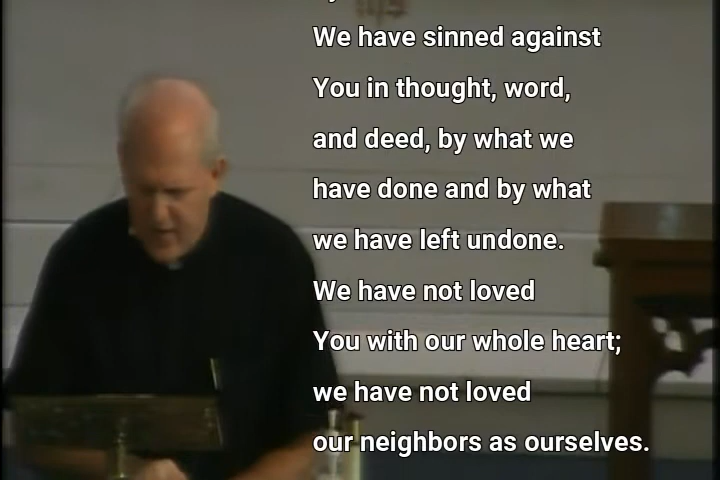 We have sinned against
You in thought, word,
and deed, by what we
have done and by what
we have left undone.
We have not loved
You with our whole heart;
we have not loved
our neighbors as ourselves.